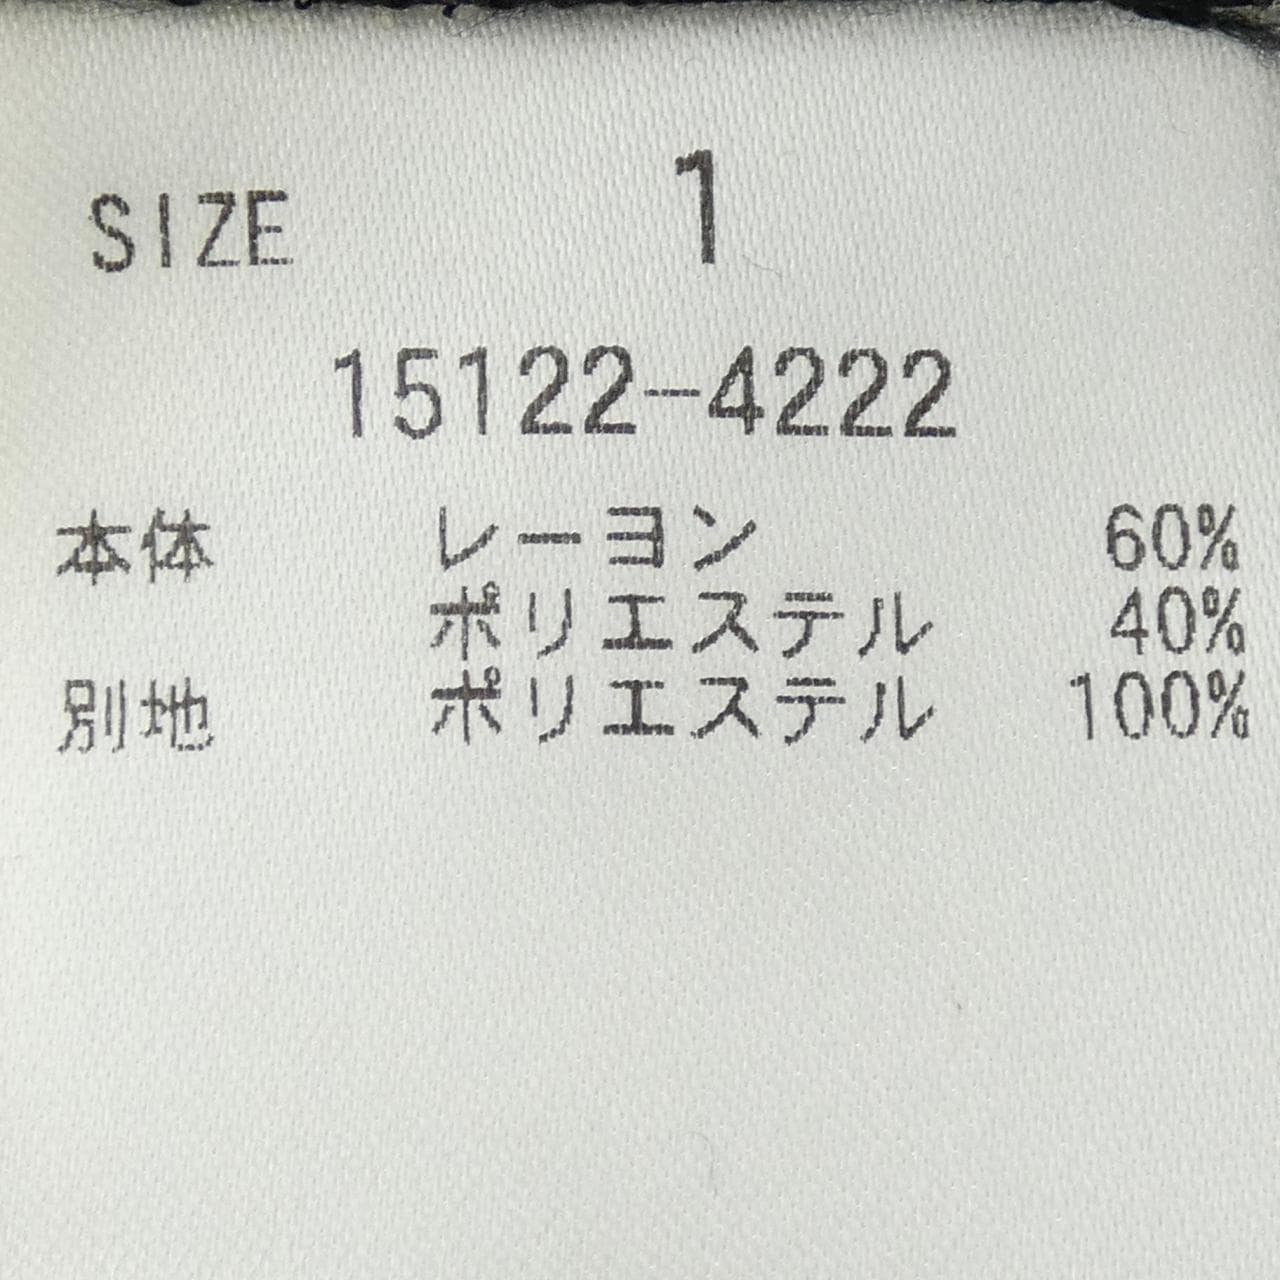 SIZE 1
15122-4222
本体 レーヨン 60%
ポリエステル 40%
別地 ポリエステル 100%